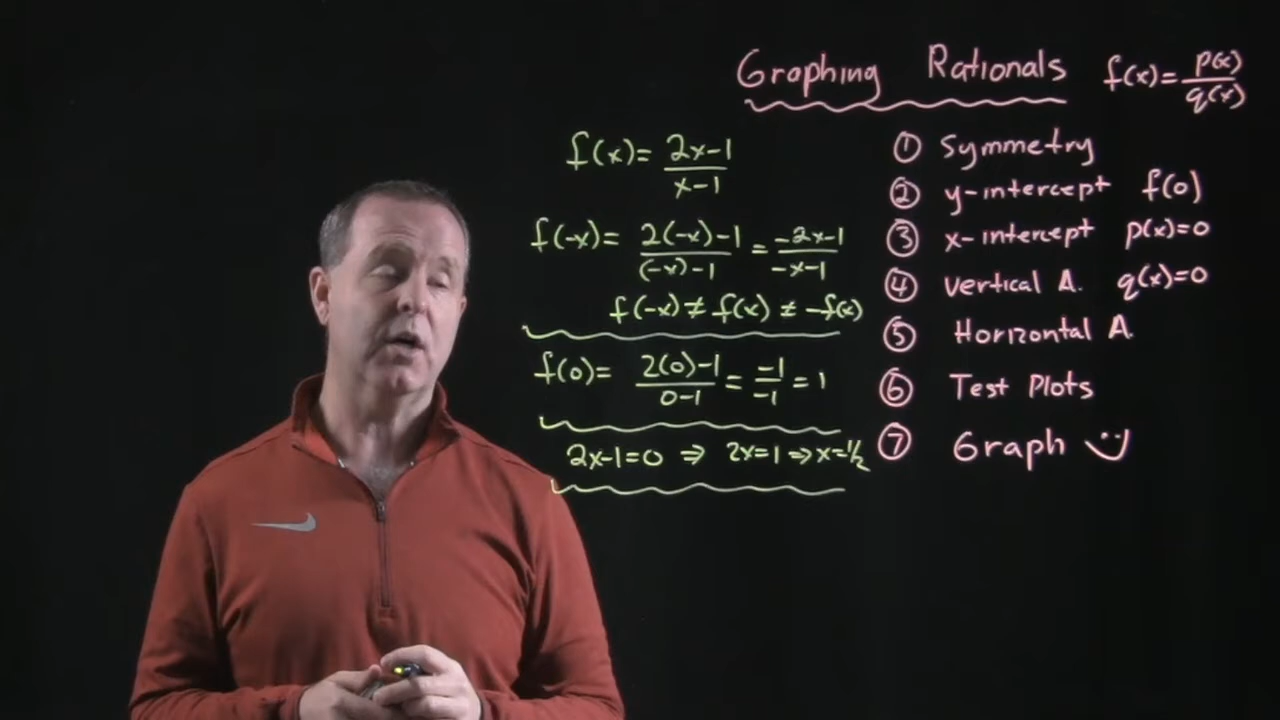 Graphing Rationals f(x)=p(x)/q(x)
f(x)=(2x-1)/(x-1)
f(-x)=(2(-x)-1)/((-x)-1)=(-2x-1)/(-x-1)
f(-x)≠f(x)≠-f(x)
f(0)=(2(0)-1)/(0-1)=-1/-1=1
2x-1=0⇒2x=1⇒x=1/2
① Symmetry
② y-intercept f(0)
③ x-intercept p(x)=0
④ Vertical A. q(x)=0
⑤ Horizontal A.
⑥ Test Plots
⑦ Graph